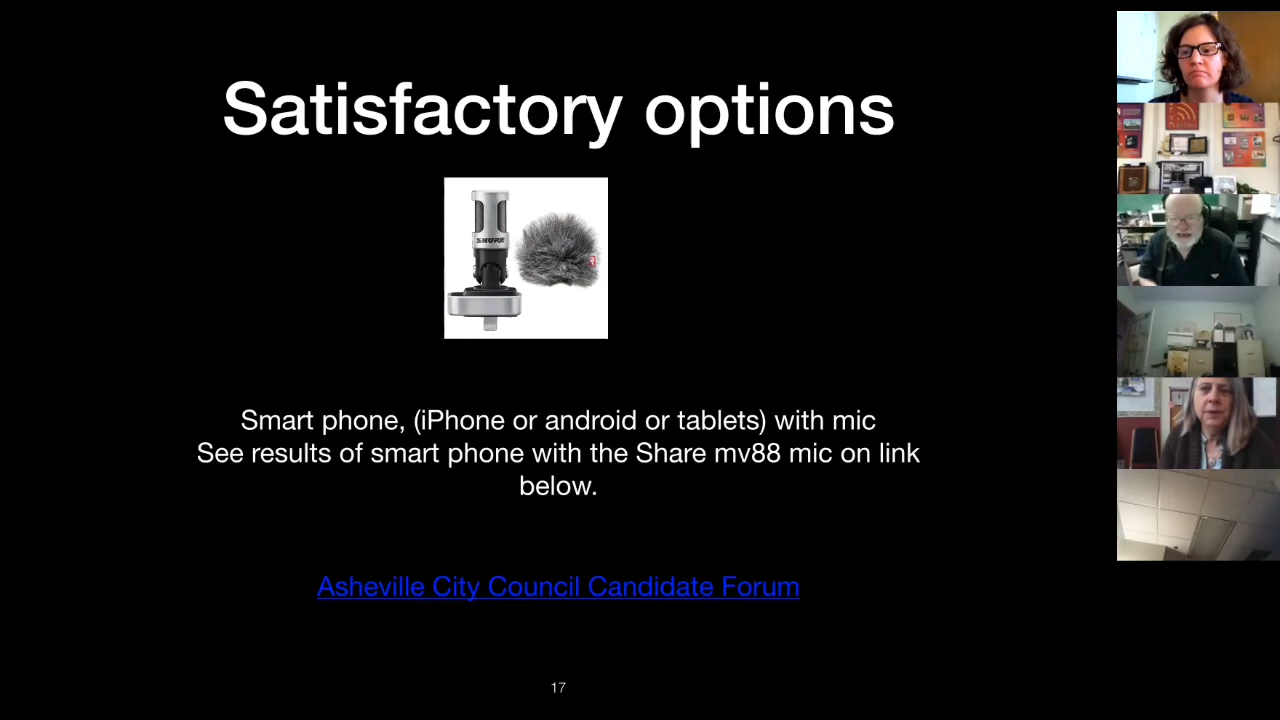 Satisfactory options
SHURE
Smart phone, (iPhone or android or tablets) with mic
See results of smart phone with the Share mv88 mic on link
below.
Asheville City Council Candidate Forum
17